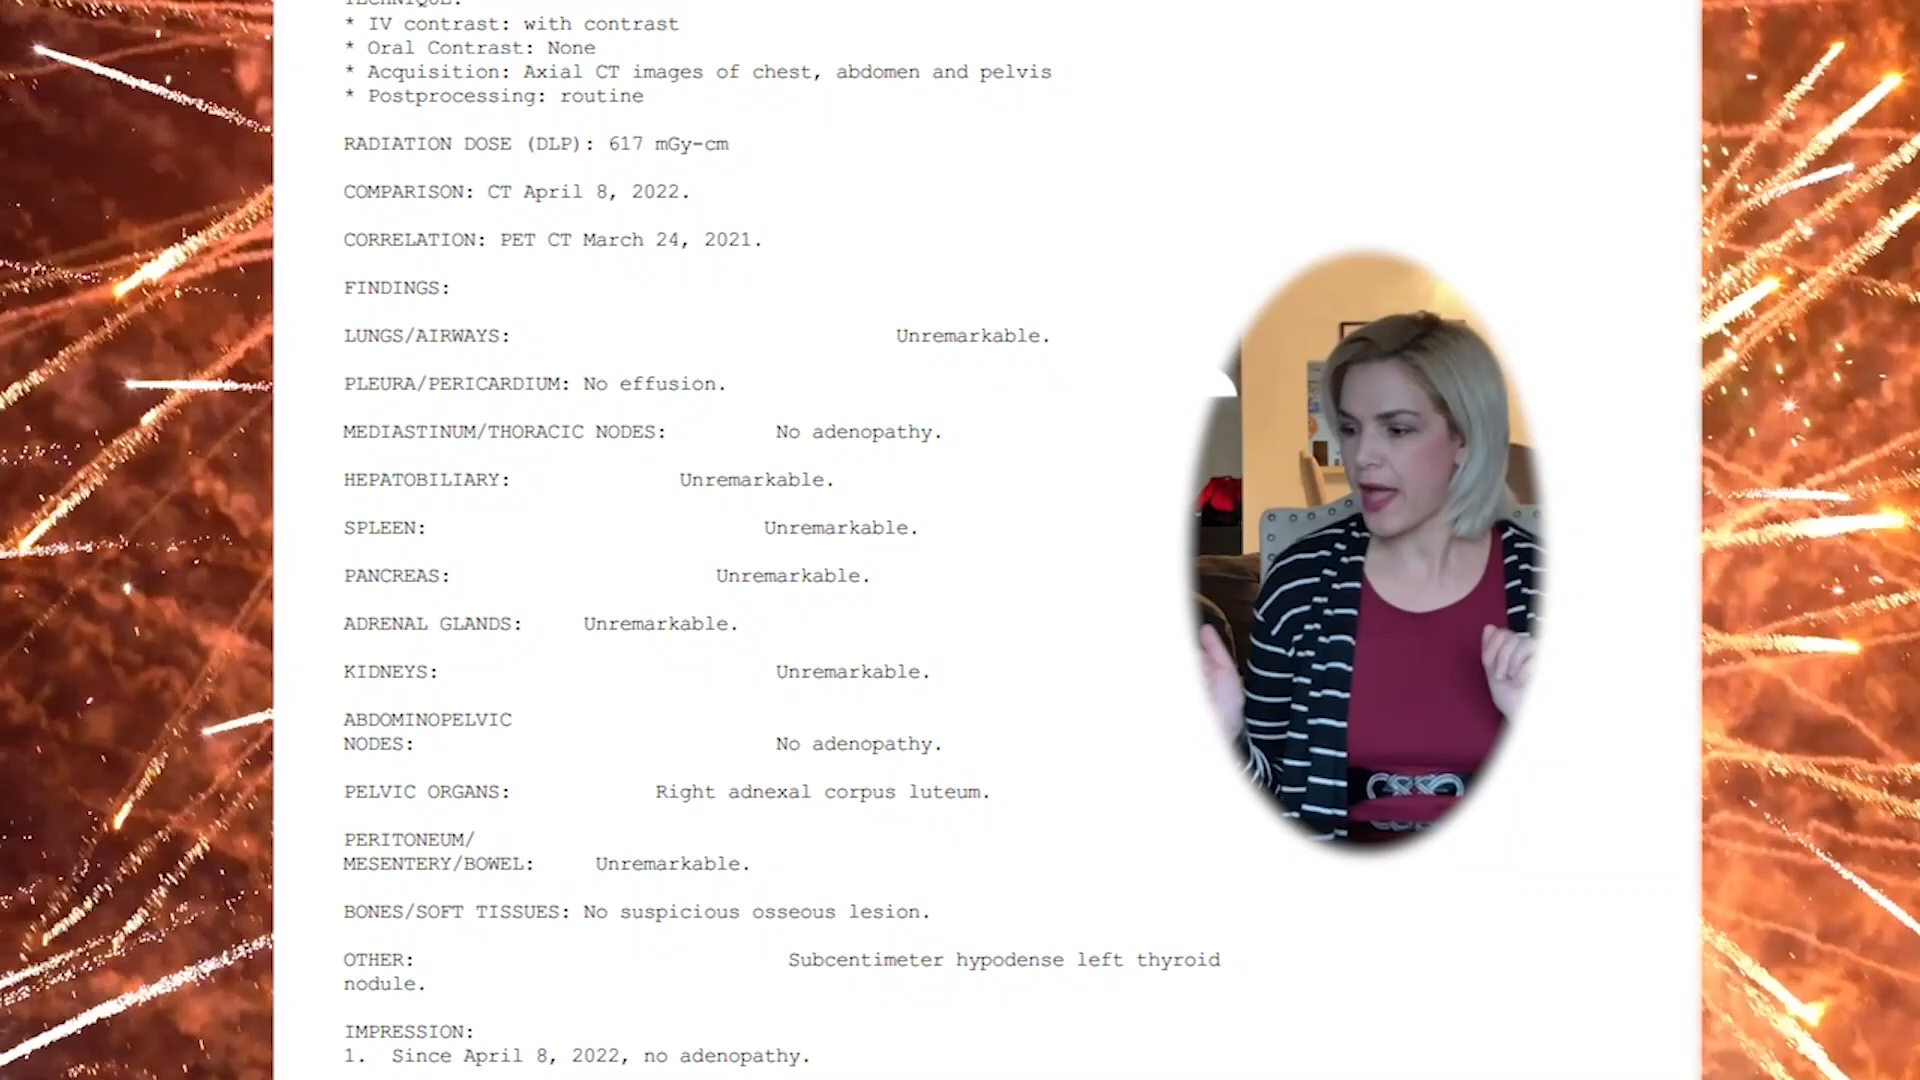 TECHNIQUE:
* IV contrast: with contrast
* Oral Contrast: None
* Acquisition: Axial CT images of chest, abdomen and pelvis
* Postprocessing: routine
RADIATION DOSE (DLP): 617 mGy-cm
COMPARISON: CT April 8, 2022.
CORRELATION: PET CT March 24, 2021.
FINDINGS:
LUNGS/AIRWAYS: Unremarkable.
PLEURA/PERICARDIUM: No effusion.
MEDIASTINUM/THORACIC NODES: No adenopathy.
HEPATOBILIARY: Unremarkable.
SPLEEN: Unremarkable.
PANCREAS: Unremarkable.
ADRENAL GLANDS: Unremarkable.
KIDNEYS: Unremarkable.
ABDOMINOPELVIC
NODES: No adenopathy.
PELVIC ORGANS: Right adnexal corpus luteum.
PERITONEUM/
MESENTERY/BOWEL: Unremarkable.
BONES/SOFT TISSUES: No suspicious osseous lesion.
OTHER: Subcentimeter hypodense left thyroid
nodule.
IMPRESSION:
1. Since April 8, 2022, no adenopathy.